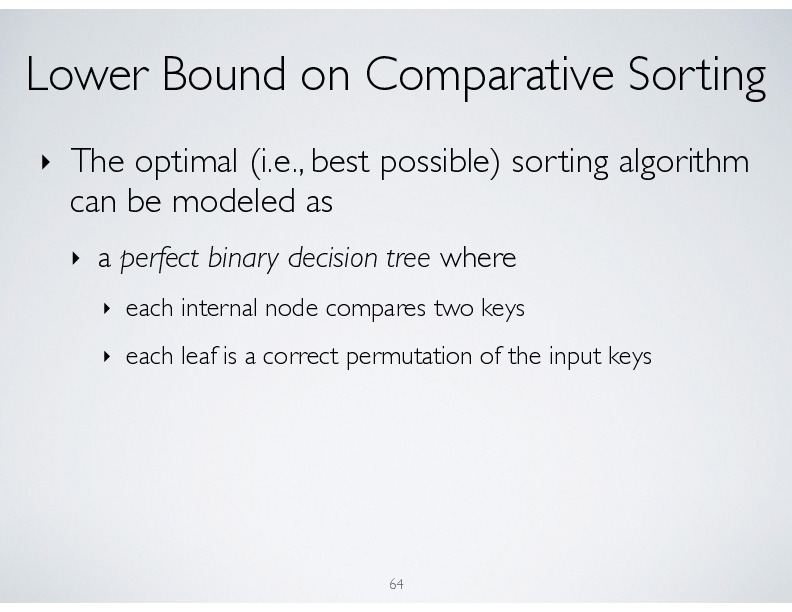 Lower Bound on Comparative Sorting
‣ The optimal (i.e., best possible) sorting algorithm
can be modeled as
‣ a perfect binary decision tree where
‣ each internal node compares two keys
‣ each leaf is a correct permutation of the input keys
64